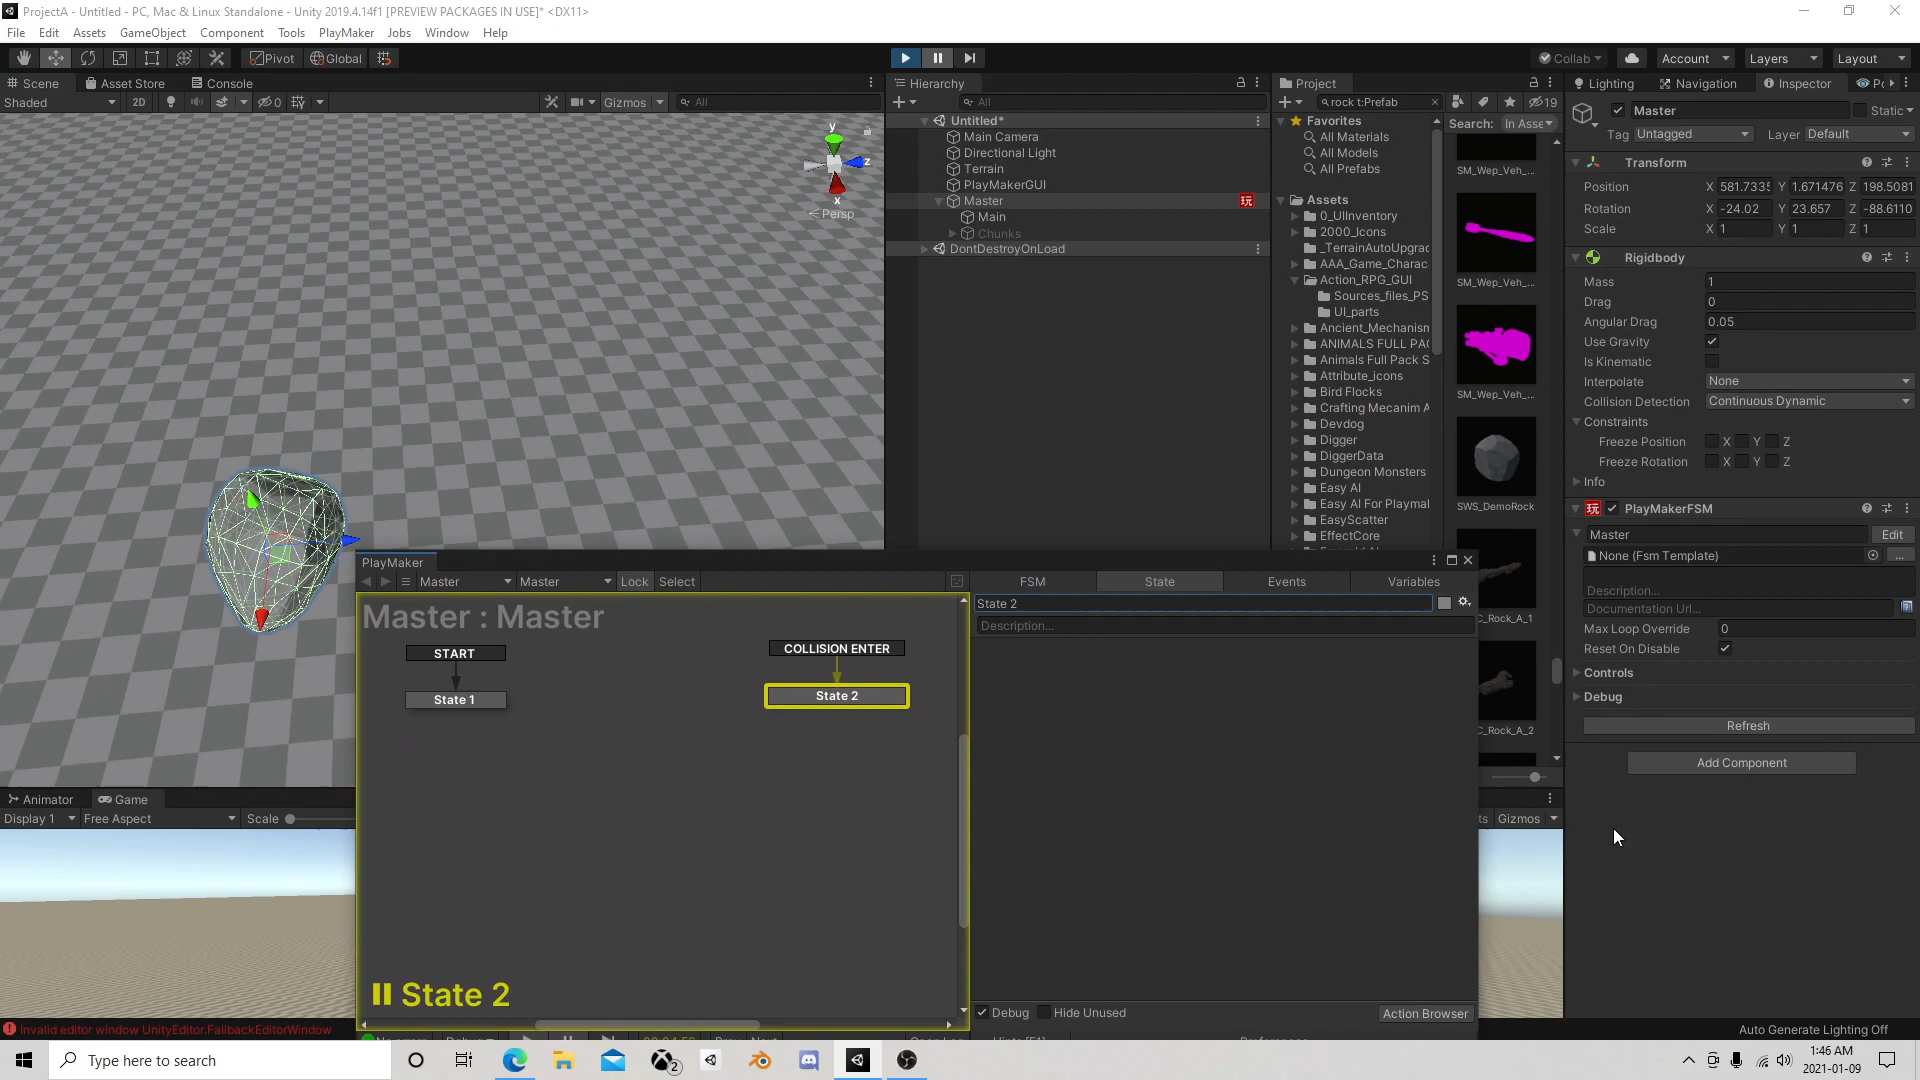 ProjectA - Untitled - PC, Mac & Linux Standalone - Unity 2019.4.14f1 [PREVIEW PACKAGES IN USE]* <DX11>
File Edit Assets GameObject Component Tools PlayMaker Jobs Window Help
Pivot Global Collab Account Layers Layout
Scene Asset Store Console
Shaded 2D 0 Gizmos All
y
z
x
< Persp
Hierarchy
All
Untitled*
Main Camera
Directional Light
Terrain
PlayMakerGUI
Master
Main
Chunks
DontDestroyOnLoad
Project
rock t:Prefab 19
Favorites
All Materials
All Models
All Prefabs
Assets
0_UIInventory
2000_Icons
_TerrainAutoUpgrad
AAA_Game_Charac
Action_RPG_GUI
Sources_files_PS
UI_parts
Ancient_Mechanism
ANIMALS FULL PAC
Animals Full Pack S
Attribute_icons
Bird Flocks
Crafting Mecanim A
Devdog
Digger
DiggerData
Dungeon Monsters
Easy AI
Easy AI For Playmal
EasyScatter
EffectCore
Search: In Asse
SM_Wep_Veh_...
SM_Wep_Veh_...
SM_Wep_Veh_...
SWS_DemoRock
C_Rock_A_1
C_Rock_A_2
Lighting Navigation Inspector
Master Static
Tag Untagged Layer Default
Transform
Position X 581.7335 Y 1.671476 Z 198.5081
Rotation X -24.02 Y 23.657 Z -88.6110
Scale X 1 Y 1 Z 1
Rigidbody
Mass 1
Drag 0
Angular Drag 0.05
Use Gravity
Is Kinematic
Interpolate None
Collision Detection Continuous Dynamic
Constraints
Freeze Position X Y Z
Freeze Rotation X Y Z
Info
玩 PlayMakerFSM
Master Edit
None (Fsm Template) ...
Description...
Documentation Url...
Max Loop Override 0
Reset On Disable
Controls
Debug
Refresh
Add Component
PlayMaker
Master Master Lock Select
FSM State Events Variables
Master : Master
START
State 1
COLLISION ENTER
State 2
State 2
State 2
Description...
Debug Hide Unused Action Browser
Animator Game
Display 1 Free Aspect Scale
ts Gizmos
Invalid editor window UnityEditor.FallbackEditorWindow
Auto Generate Lighting Off
Type here to search
2
1:46 AM
2021-01-09